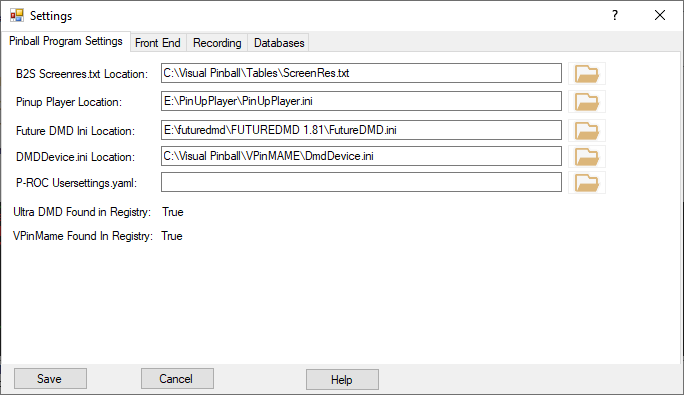 Settings
?
Pinball Program Settings Front End Recording Databases
B2S Screenres.txt Location: C:\Visual Pinball\Tables\ScreenRes.txt
Pinup Player Location: E:\PinUpPlayer\PinUpPlayer.ini
Future DMD Ini Location: E:\futuredmd\FUTUREDMD 1.81\FutureDMD.ini
DMDDevice.ini Location: C:\Visual Pinball\VPinMAME\DmdDevice.ini
P-ROC Usersettings.yaml:
Ultra DMD Found in Registry: True
VPinMame Found In Registry: True
Save Cancel Help